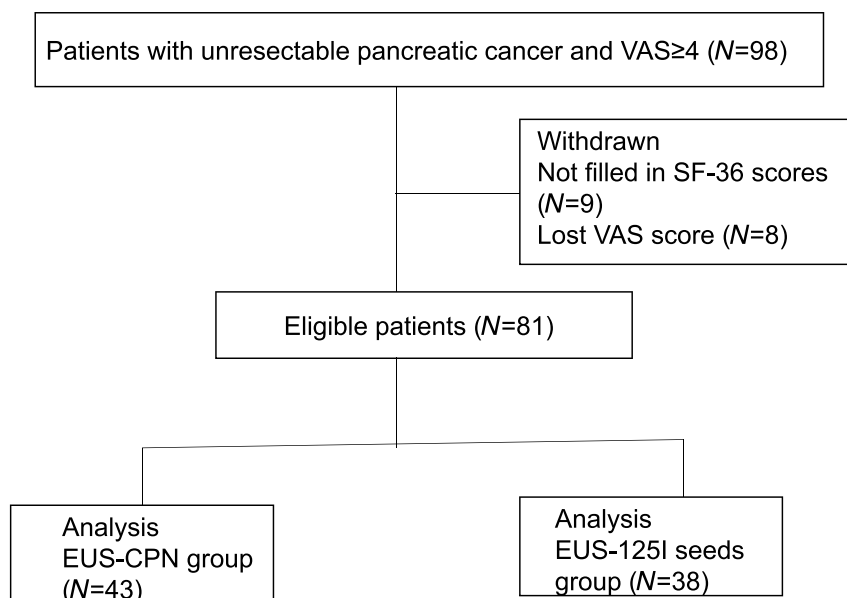 Patients with unresectable pancreatic cancer and VAS≥4 (N=98)
Withdrawn
Not filled in SF-36 scores
(N=9)
Lost VAS score (N=8)
Eligible patients (N=81)
Analysis
EUS-CPN group
(N=43)
Analysis
EUS-125I seeds
group (N=38)